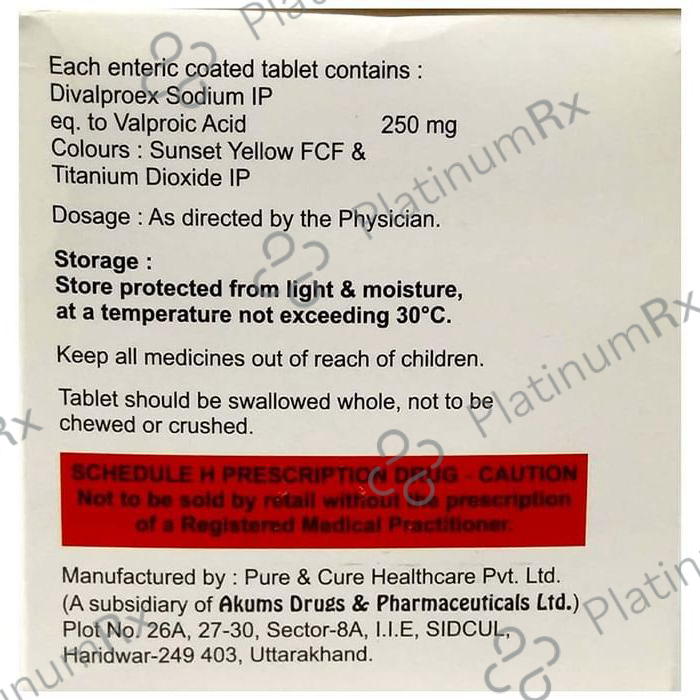 Each enteric coated tablet contains :
Divalproex Sodium IP
eq. to Valproic Acid 250 mg
Colours : Sunset Yellow FCF &
Titanium Dioxide IP
Dosage : As directed by the Physician.
Storage :
Store protected from light & moisture,
at a temperature not exceeding 30°C.
Keep all medicines out of reach of children.
Tablet should be swallowed whole, not to be
chewed or crushed.
SCHEDULE H PRESCRIPTION DRUG - CAUTION
Not to be sold by retail without the prescription
of a Registered Medical Practitioner.
Manufactured by : Pure & Cure Healthcare Pvt. Ltd.
(A subsidiary of Akums Drugs & Pharmaceuticals Ltd.)
Plot No. 26A, 27-30, Sector-8A, I.I.E, SIDCUL,
Haridwar-249 403, Uttarakhand.
PlatinumRx
PlatinumRx